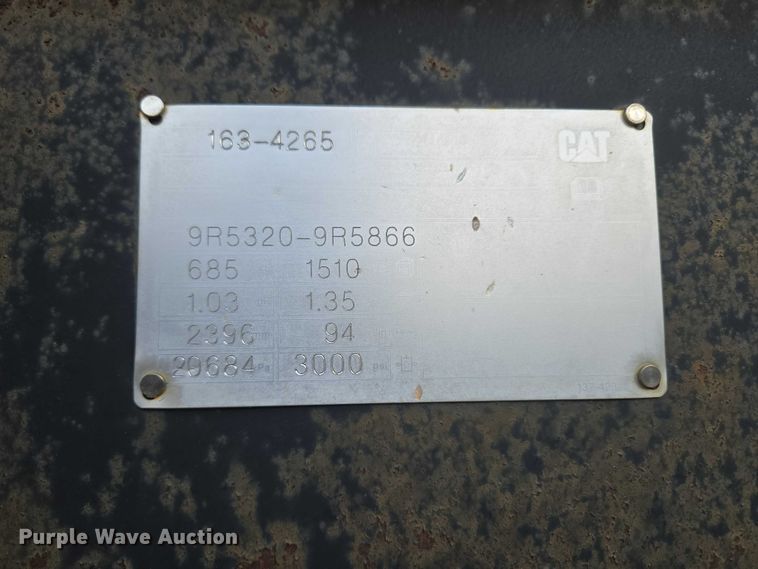 163-4265
CAT
9R5320-9R5866
685 1510
1.03 1.35
2396 94
20684 3000
Purple Wave Auction